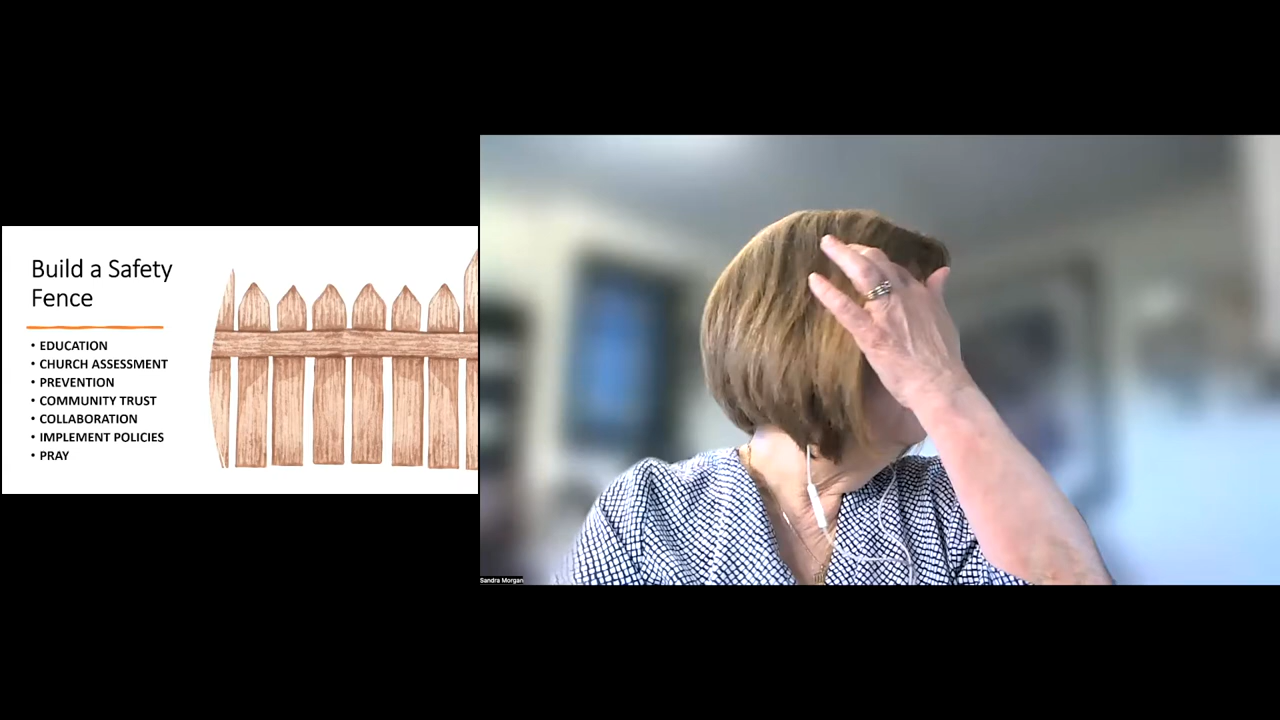 Build a Safety
Fence
• EDUCATION
• CHURCH ASSESSMENT
• PREVENTION
• COMMUNITY TRUST
• COLLABORATION
• IMPLEMENT POLICIES
• PRAY
Sandra Morgan